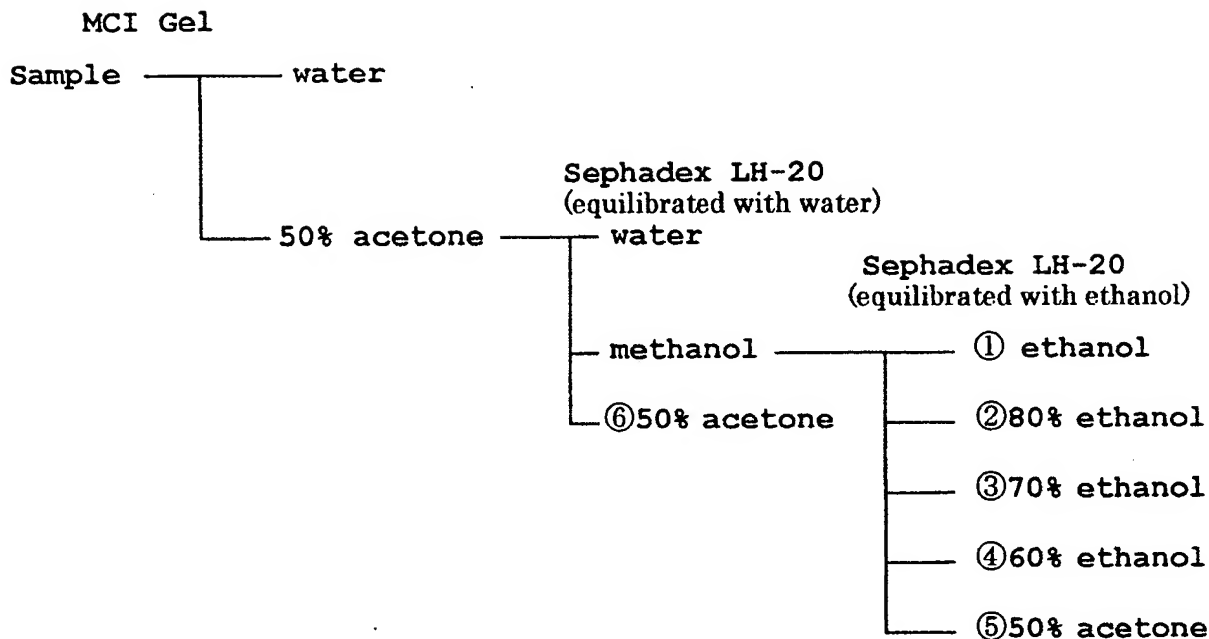 MCI Gel
Sample
water
Sephadex LH-20
(equilibrated with water)
50% acetone
water
Sephadex LH-20
(equilibrated with ethanol)
methanol
① ethanol
⑥50% acetone
②80% ethanol
③70% ethanol
④60% ethanol
⑤50% acetone